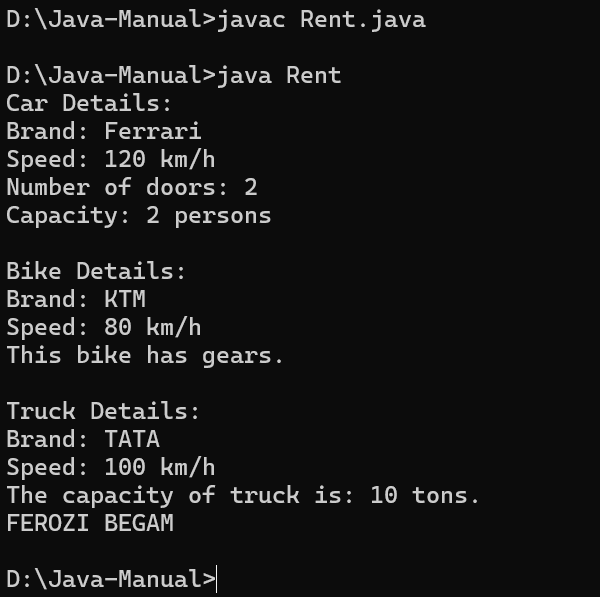 D:\Java-Manual>javac Rent.java
D:\Java-Manual>java Rent
Car Details:
Brand: Ferrari
Speed: 120 km/h
Number of doors: 2
Capacity: 2 persons
Bike Details:
Brand: KTM
Speed: 80 km/h
This bike has gears.
Truck Details:
Brand: TATA
Speed: 100 km/h
The capacity of truck is: 10 tons.
FEROZI BEGAM
D:\Java-Manual>